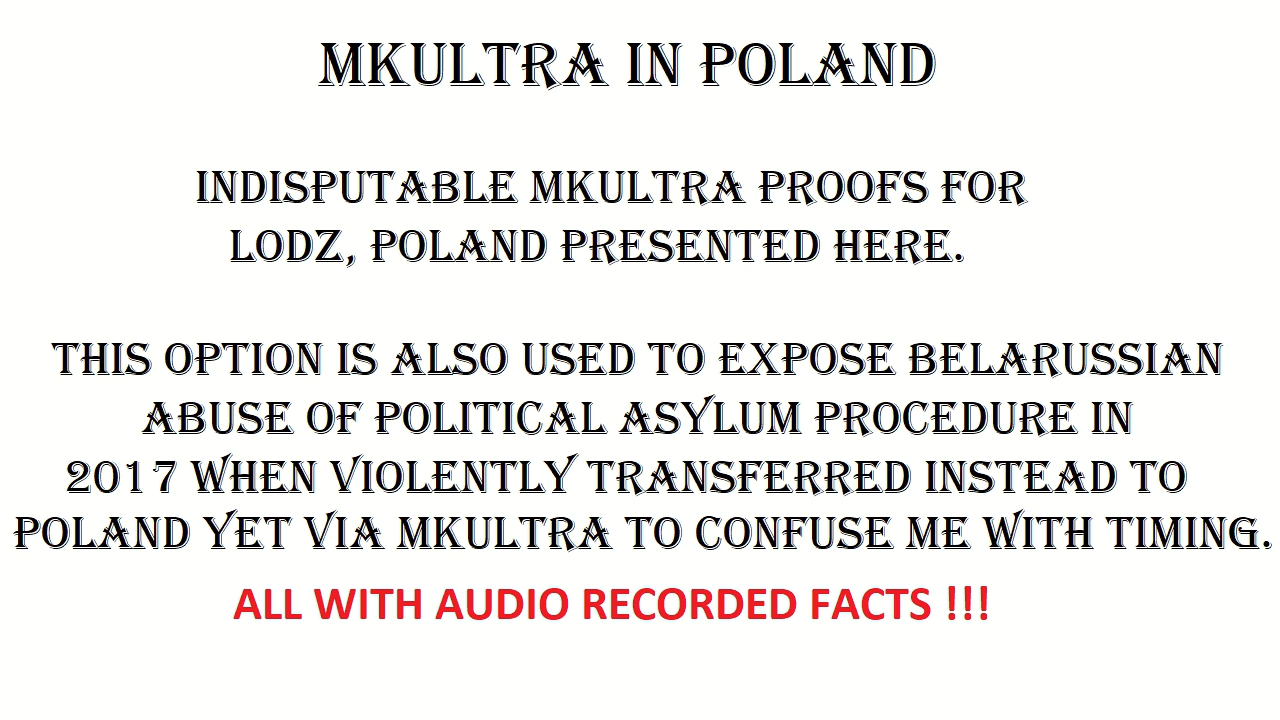 MKULTRA IN POLAND
INDISPUTABLE MKULTRA PROOFS FOR
LODZ, POLAND PRESENTED HERE.
THIS OPTION IS ALSO USED TO EXPOSE BELARUSSIAN
ABUSE OF POLITICAL ASYLUM PROCEDURE IN
2017 WHEN VIOLENTLY TRANSFERRED INSTEAD TO
POLAND YET VIA MKULTRA TO CONFUSE ME WITH TIMING.
ALL WITH AUDIO RECORDED FACTS !!!